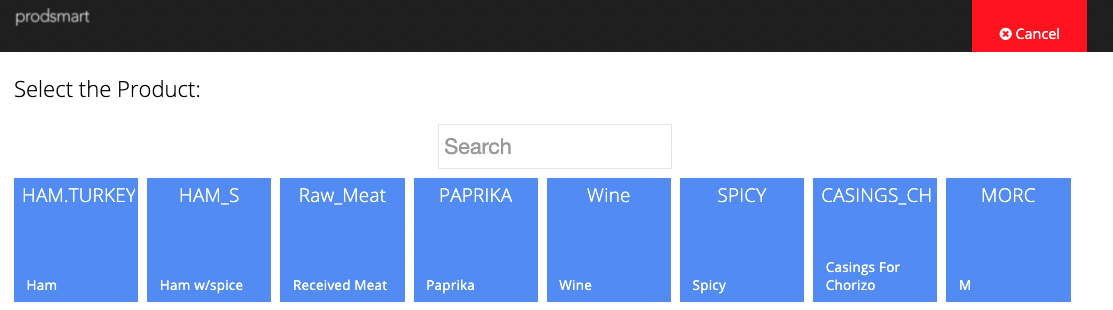 prodsmart
Cancel
Select the Product:
Search
HAM.TURKEY
HAM_S
Raw_Meat
PAPRIKA
Wine
SPICY
CASINGS_CH
MORC
Ham
Ham w/spice
Received Meat
Paprika
Wine
Spicy
Casings For
Chorizo
M